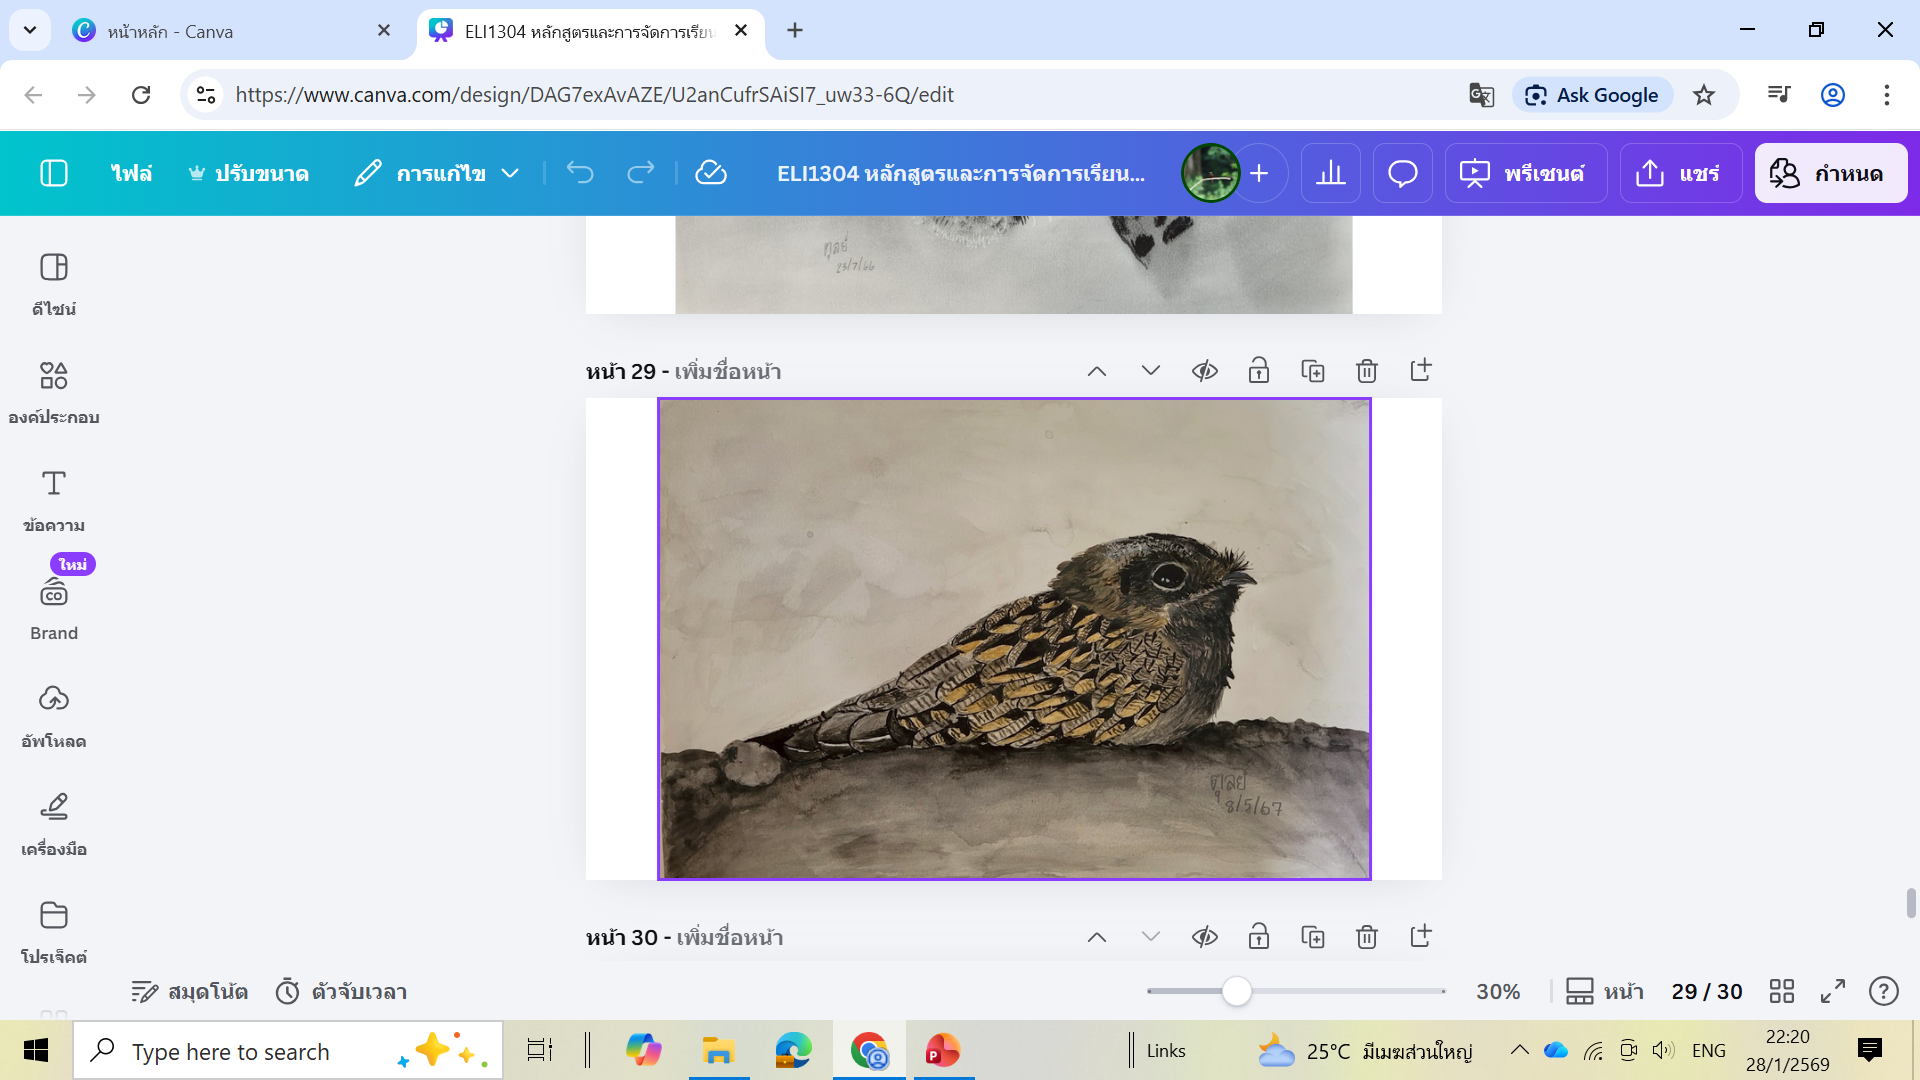 หน้าหลัก - Canva
ELI1304 หลักสูตรและการจัดการเรียน
https://www.canva.com/design/DAG7exAvAZE/U2anCufrSAiSI7_uw33-6Q/edit
Ask Google
ไฟล์
ปรับขนาด
การแก้ไข
ELI1304 หลักสูตรและการจัดการเรียน...
พรีเซนต์
แชร์
กำหนด
ดีไซน์
องค์ประกอบ
ข้อความ
ใหม่
CO
Brand
อัพโหลด
เครื่องมือ
โปรเจ็คต์
ตุลย์
23/7/66
หน้า 29 - เพิ่มชื่อหน้า
ตุลย์
8/5/67
หน้า 30 - เพิ่มชื่อหน้า
สมุดโน้ต
ตัวจับเวลา
30%
หน้า
29 / 30
Type here to search
Links
25°C มีเมฆส่วนใหญ่
ENG
22:20
28/1/2569